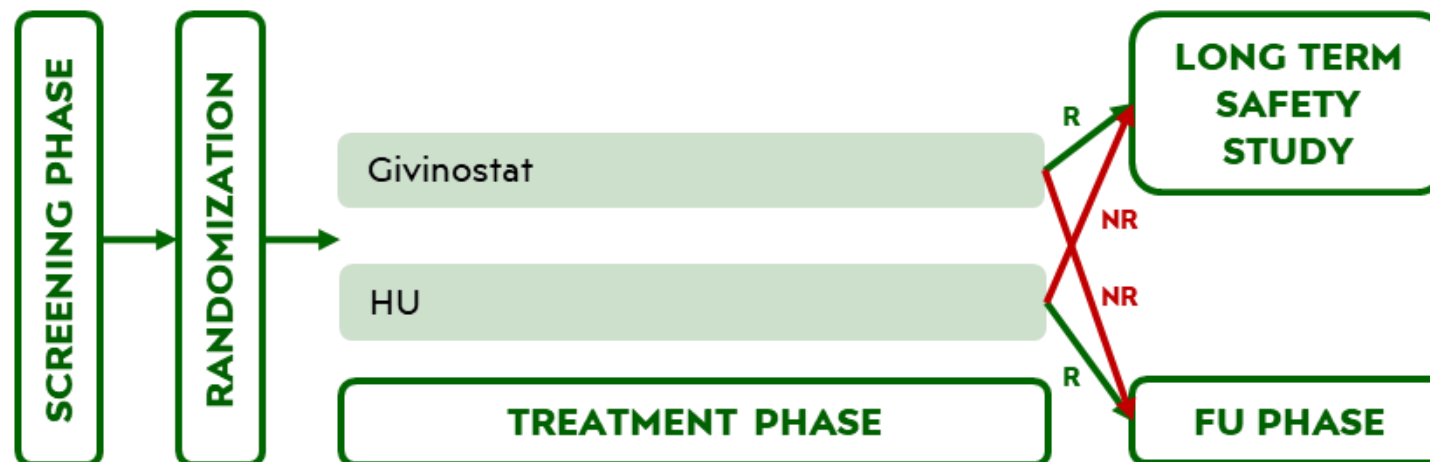 SCREENING PHASE
RANDOMIZATION
Givinostat
HU
TREATMENT PHASE
R
NR
NR
R
LONG TERM
SAFETY
STUDY
FU PHASE